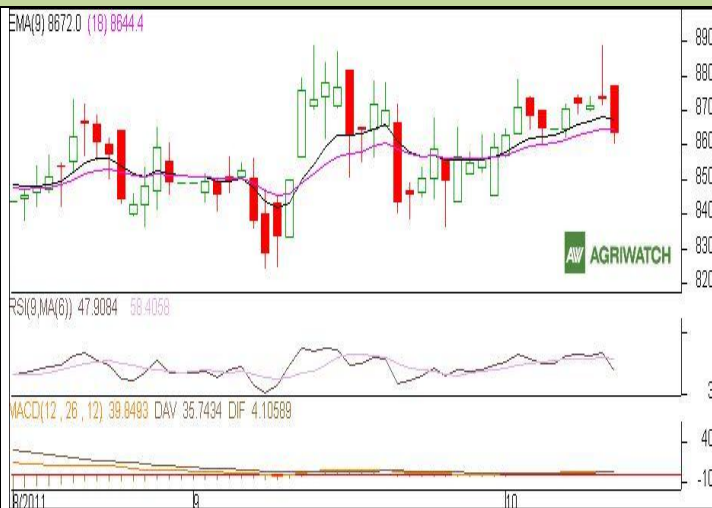 EMA(9) 8672.0 (18) 8644.4
890
880
870
860
850
840
830
820
AW AGRIWATCH
RSI(9,MA(6)) 47.9084 58.4058
3
MACD(12 , 26 , 12) 39.8493 DAV 35.7434 DIF 4.10589
40
-10
8/2011 9 10